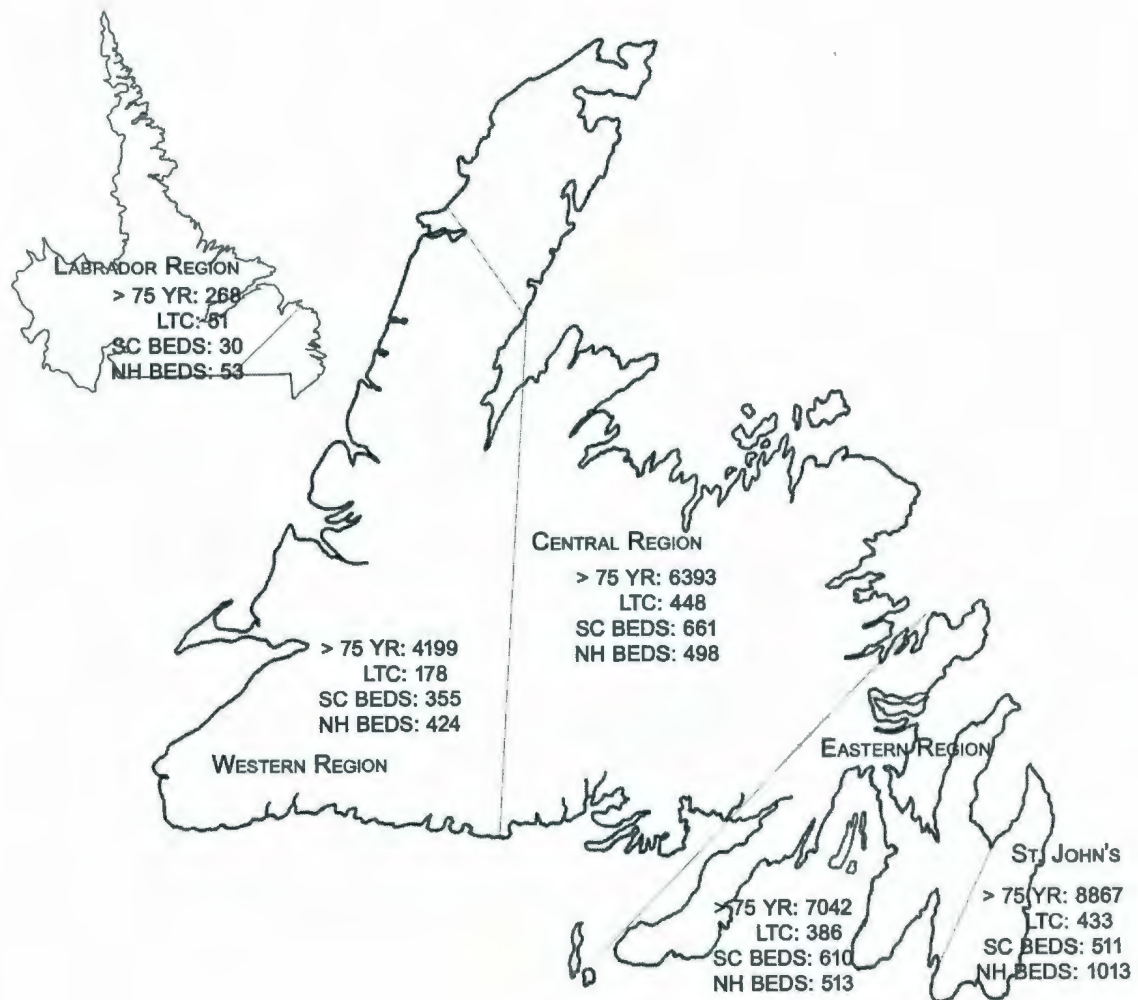 LABRADOR REGION
> 75 YR: 268
LTC: 61
SC BEDS: 30
NH BEDS: 53
CENTRAL REGION
> 75 YR: 6393
LTC: 448
SC BEDS: 661
NH BEDS: 498
> 75 YR: 4199
LTC: 178
SC BEDS: 355
NH BEDS: 424
WESTERN REGION
EASTERN REGION
> 75 YR: 7042
LTC: 386
SC BEDS: 610
NH BEDS: 513
ST. JOHN'S
> 75 YR: 8867
LTC: 433
SC BEDS: 511
NH BEDS: 1013